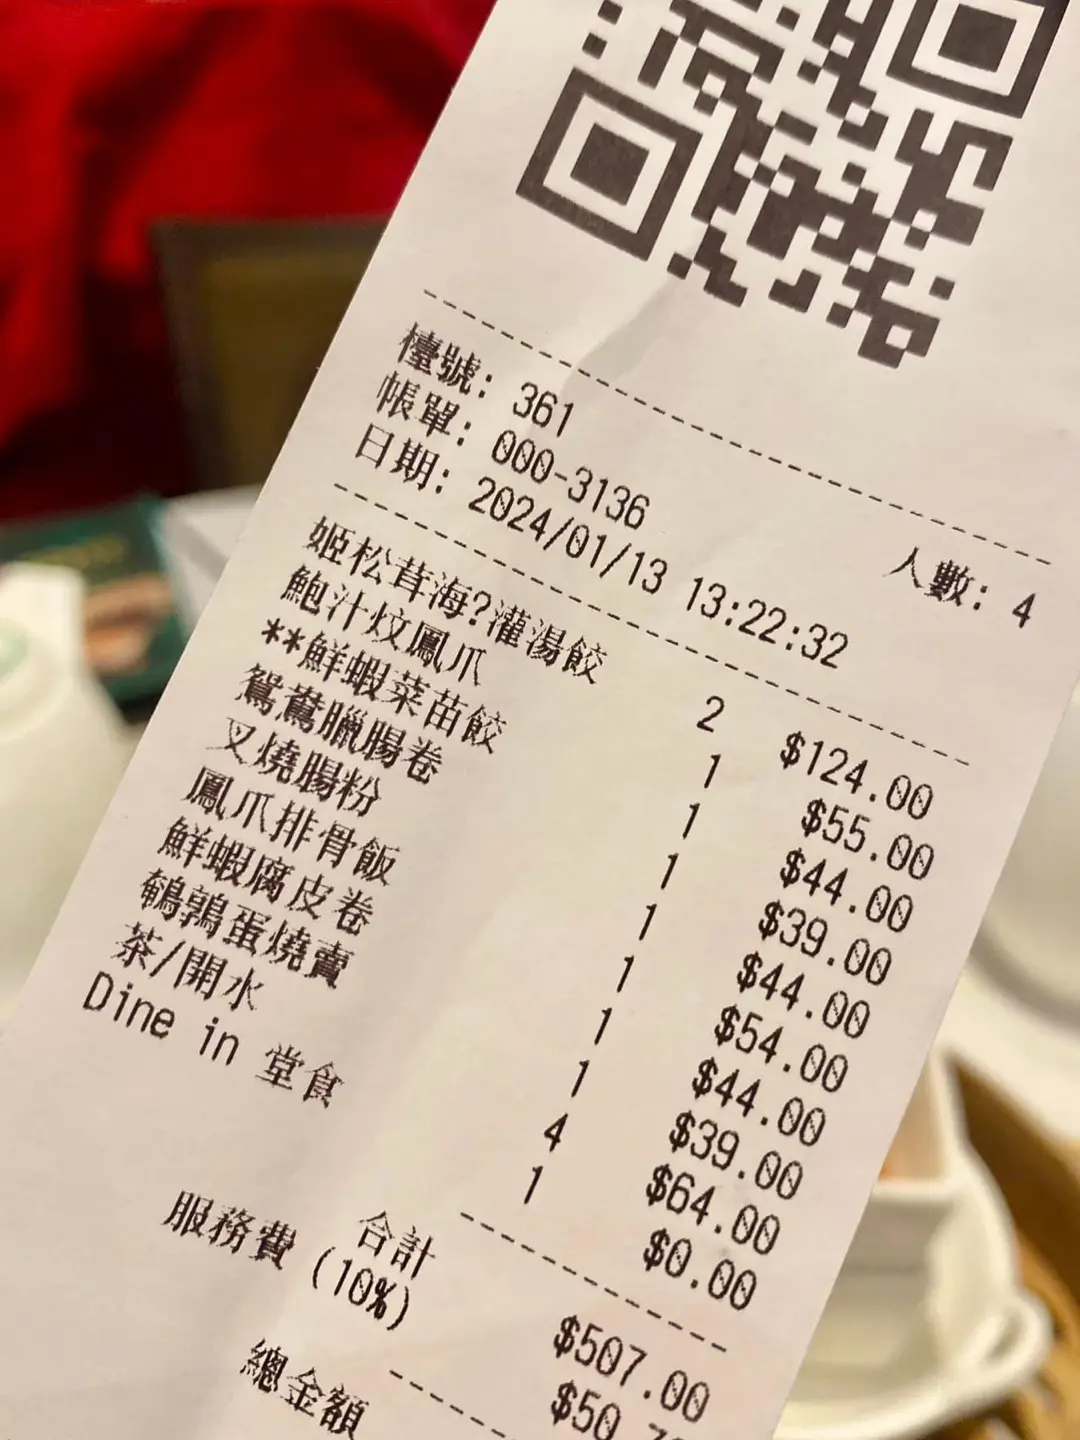 檯號: 361
帳單: 000-3136 人數: 4
日期: 2024/01/13 13:22:32
姬松茸海?灌湯餃 2 $124.00
鮑汁炆鳳爪 1 $55.00
**鮮蝦菜苗餃 1 $44.00
鴛鴦臘腸卷 1 $39.00
叉燒腸粉 1 $44.00
鳳爪排骨飯 1 $54.00
鮮蝦腐皮卷 1 $44.00
鵪鶉蛋燒賣 1 $39.00
茶/開水 4 $64.00
Dine in 堂食 1 $0.00
合計 $507.00
服務費 (10%) $50.70
總金額